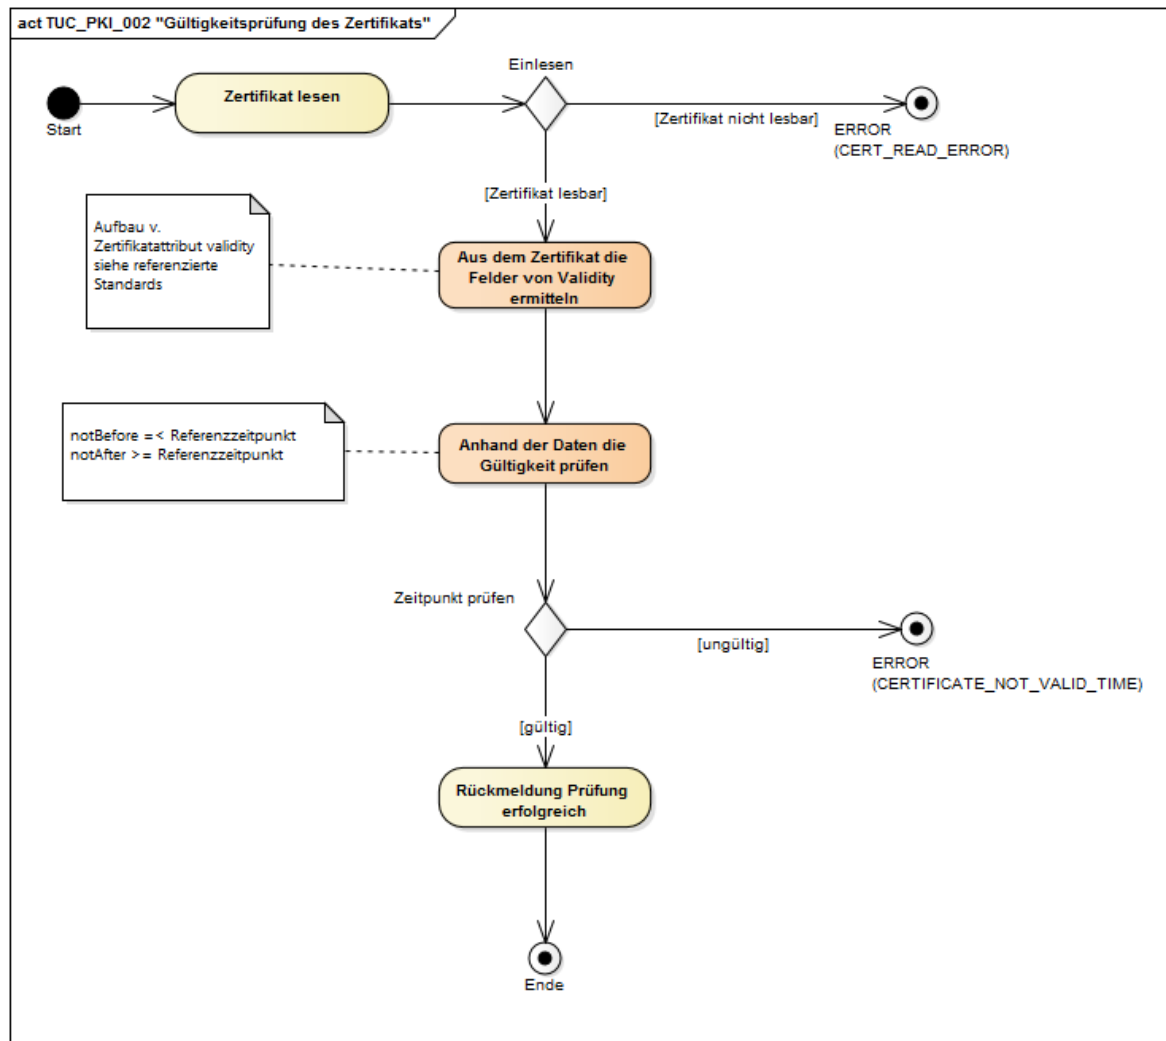 act TUC_PKI_002 "Gültigkeitsprüfung des Zertifikats"
Einlesen
Zertifikat lesen
Start
[Zertifikat nicht lesbar]
ERROR
(CERT_READ_ERROR)
[Zertifikat lesbar]
Aufbau v.
Zertifikatattribut validity
siehe referenzierte
Standards
Aus dem Zertifikat die
Felder von Validity
ermitteln
notBefore =< Referenzzeitpunkt
notAfter >= Referenzzeitpunkt
Anhand der Daten die
Gültigkeit prüfen
Zeitpunkt prüfen
[ungültig]
ERROR
(CERTIFICATE_NOT_VALID_TIME)
[gültig]
Rückmeldung Prüfung
erfolgreich
Ende